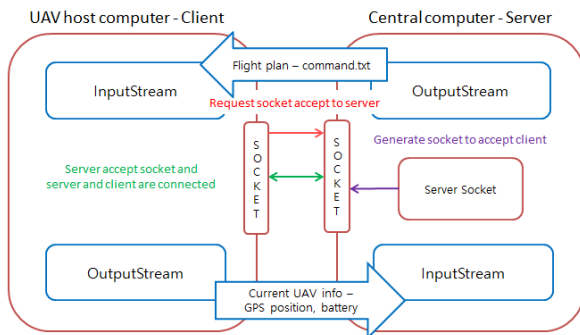 UAV host computer - Client
Central computer - Server
Flight plan – command.txt
InputStream
OutputStream
Request socket accept to server
SOCKET
SOCKET
Generate socket to accept client
Server accept socket and
server and client are connected
Server Socket
OutputStream
InputStream
Current UAV info –
GPS position, battery